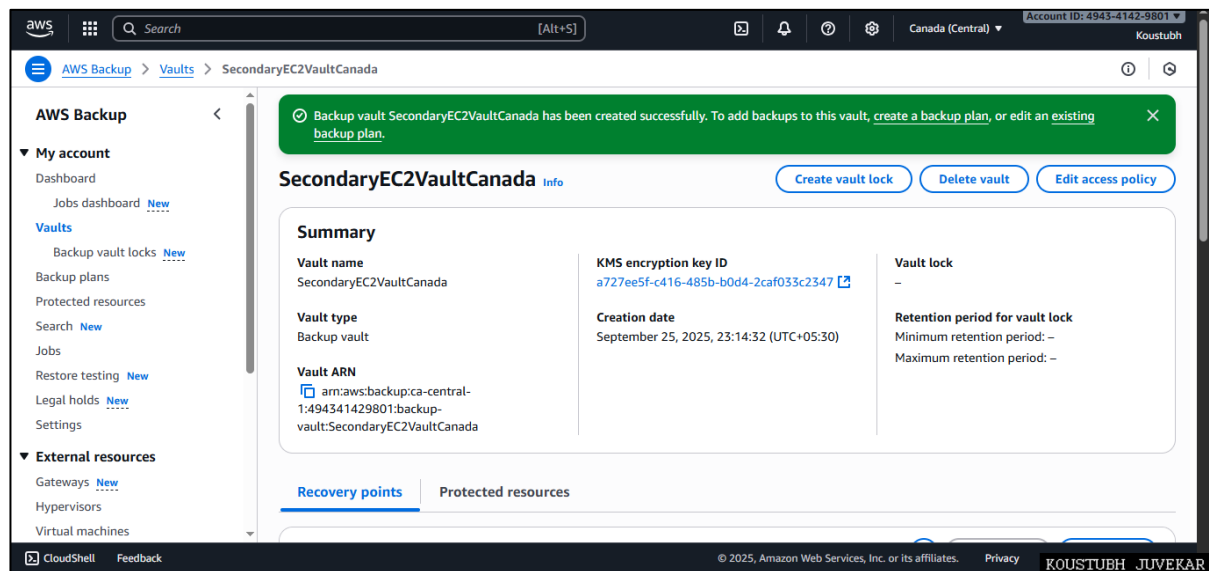 aws
Search [Alt+S]
Canada (Central) ▼
Account ID: 4943-4142-9801 ▼
Koustubh
AWS Backup > Vaults > SecondaryEC2VaultCanada
AWS Backup
My account
Dashboard
Jobs dashboard New
Vaults
Backup vault locks New
Backup plans
Protected resources
Search New
Jobs
Restore testing New
Legal holds New
Settings
External resources
Gateways New
Hypervisors
Virtual machines
Backup vault SecondaryEC2VaultCanada has been created successfully. To add backups to this vault, create a backup plan, or edit an existing
backup plan.
SecondaryEC2VaultCanada Info
Create vault lock
Delete vault
Edit access policy
Summary
Vault name
SecondaryEC2VaultCanada
Vault type
Backup vault
Vault ARN
arn:aws:backup:ca-central-
1:494341429801:backup-
vault:SecondaryEC2VaultCanada
KMS encryption key ID
a727ee5f-c416-485b-b0d4-2caf033c2347
Creation date
September 25, 2025, 23:14:32 (UTC+05:30)
Vault lock
–
Retention period for vault lock
Minimum retention period: –
Maximum retention period: –
Recovery points
Protected resources
CloudShell Feedback
© 2025, Amazon Web Services, Inc. or its affiliates. Privacy
KOUSTUBH JUVEKAR